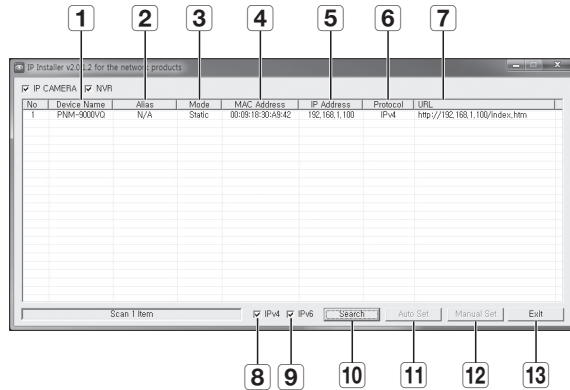 1 2 3 4 5 6 7
IP Installer v2.0.1.2 for the network products
IP CAMERA NVR
No Device Name Alias Mode MAC Address IP Address Protocol URL
1 PNM-9000VQ N/A Static 00:09:18:30:A9:42 192,168,1,100 IPv4 http://192,168,1,100/index,htm
Scan 1 Item IPv4 IPv6 Search Auto Set Manual Set Exit
8 9 10 11 12 13